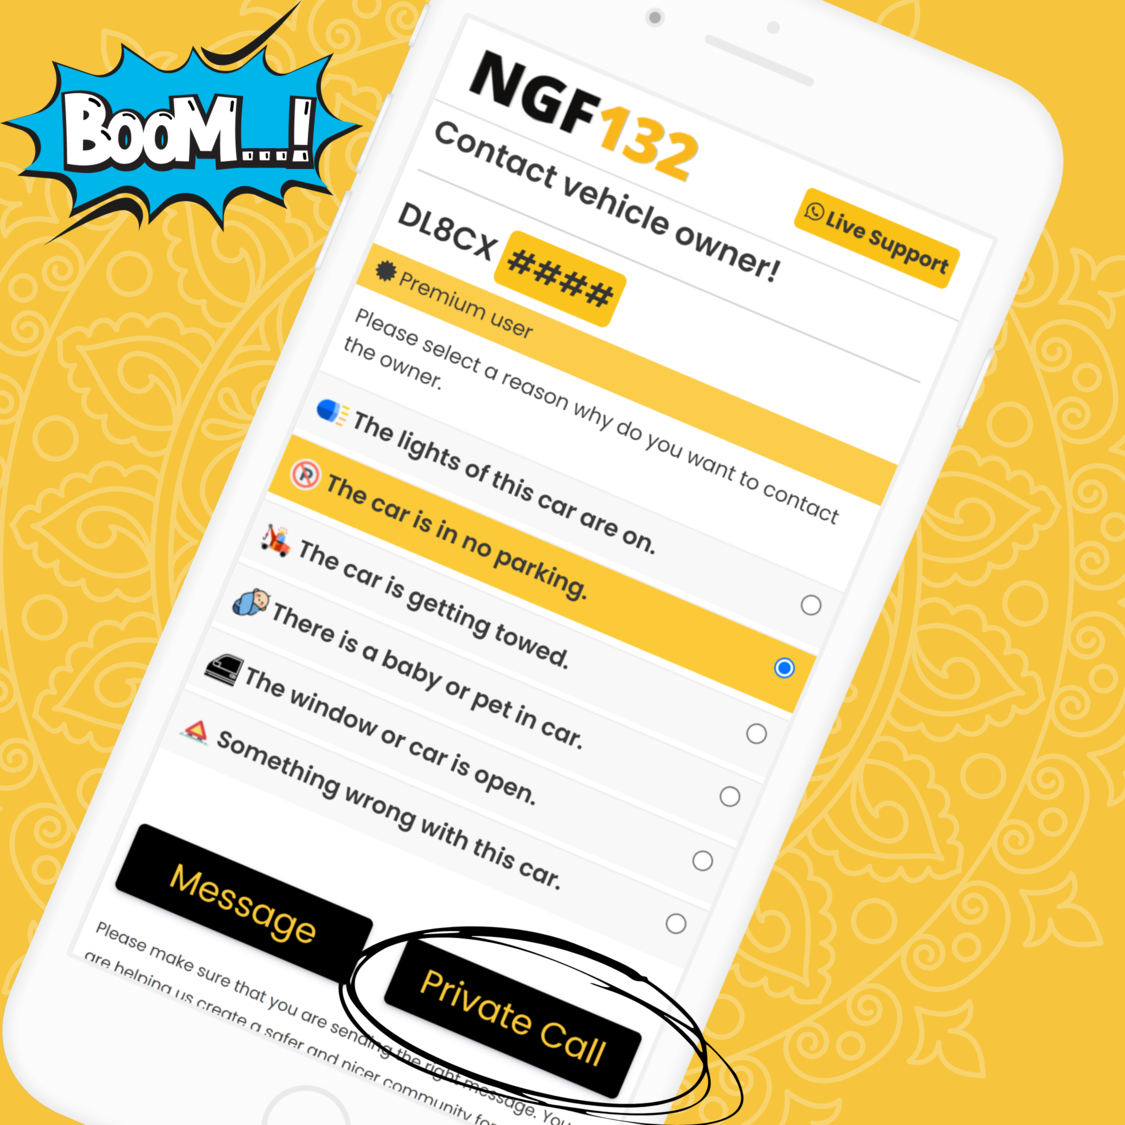 BOOM...!
NGF132
Contact vehicle owner!
Live Support
DL8CX ####
Premium user
Please select a reason why do you want to contact
the owner.
The lights of this car are on.
The car is in no parking.
The car is getting towed.
There is a baby or pet in car.
The window or car is open.
Something wrong with this car.
Message
Private Call
Please make sure that you are sending the right message. You
are helping us create a safer and nicer community for